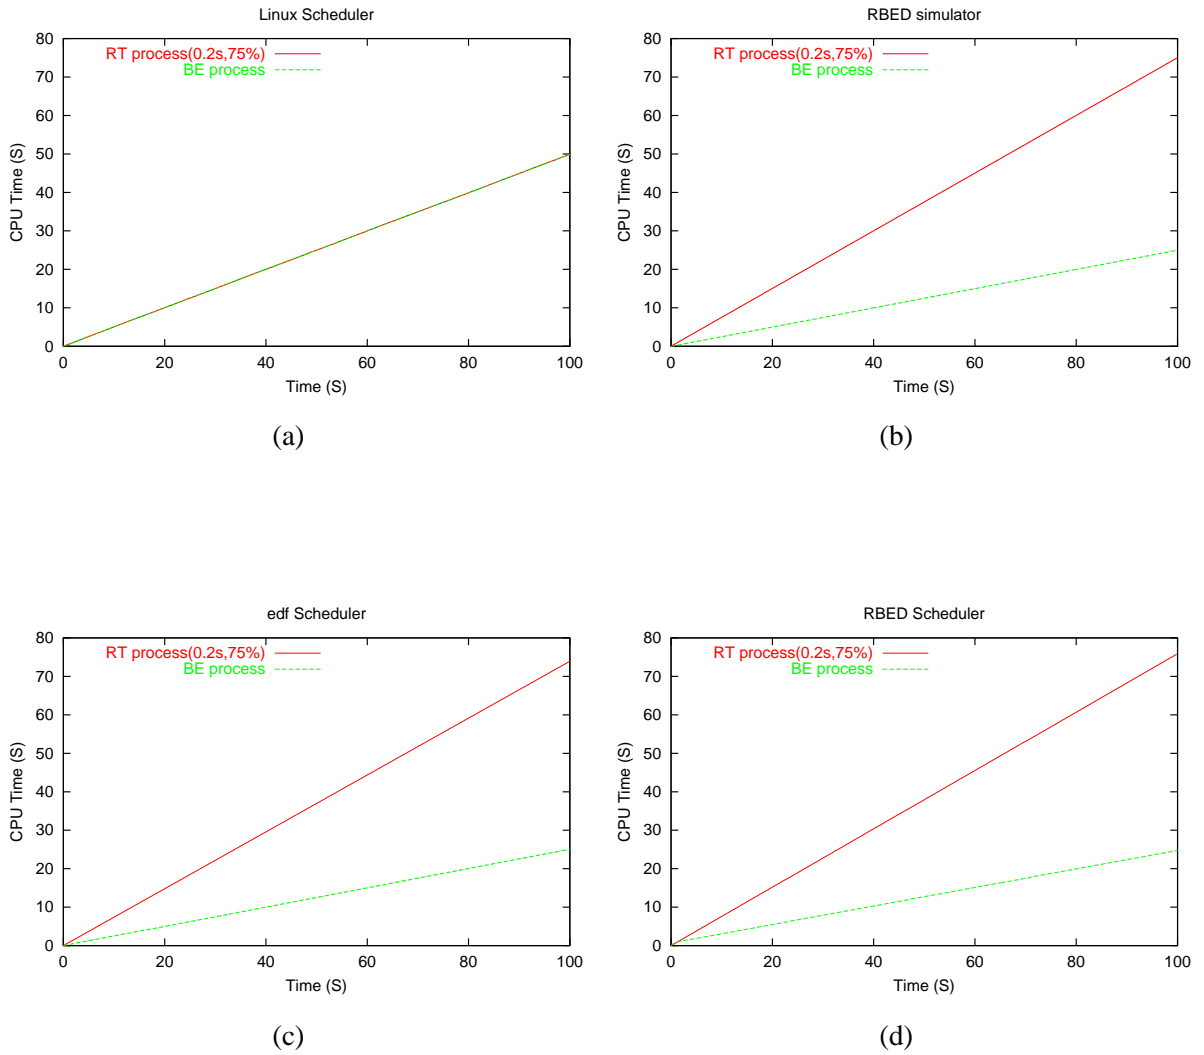 Linux Scheduler
80
70
60
50
40
30
20
10
0
0 20 40 60 80 100
CPU Time (S)
Time (S)
RT process(0.2s,75%)
BE process
(a)
RBED simulator
80
70
60
50
40
30
20
10
0
0 20 40 60 80 100
CPU Time (S)
Time (S)
RT process(0.2s,75%)
BE process
(b)
edf Scheduler
80
70
60
50
40
30
20
10
0
0 20 40 60 80 100
CPU Time (S)
Time (S)
RT process(0.2s,75%)
BE process
(c)
RBED Scheduler
80
70
60
50
40
30
20
10
0
0 20 40 60 80 100
CPU Time (S)
Time (S)
RT process(0.2s,75%)
BE process
(d)